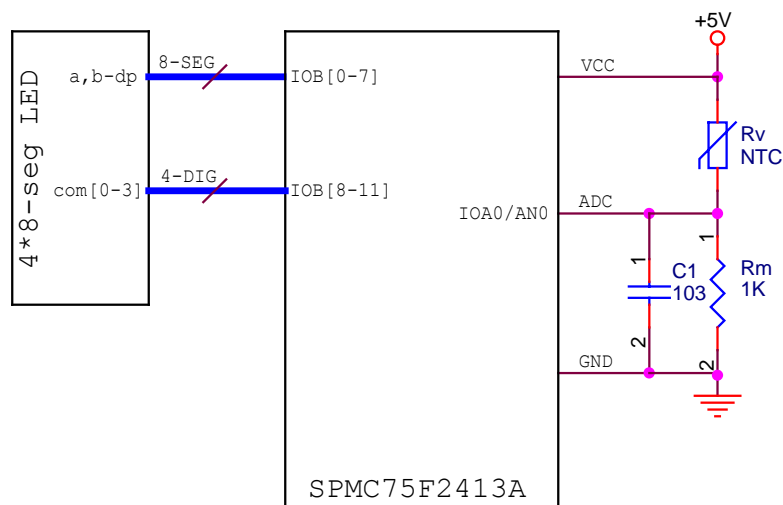 +5V
8-SEG
VCC
a,b-dp
IOB[0-7]
Rv
NTC
4*8-seg LED
4-DIG
com[0-3]
IOB[8-11]
ADC
IOA0/AN0
1
1
C1
103
Rm
1K
2
2
GND
SPMC75F2413A